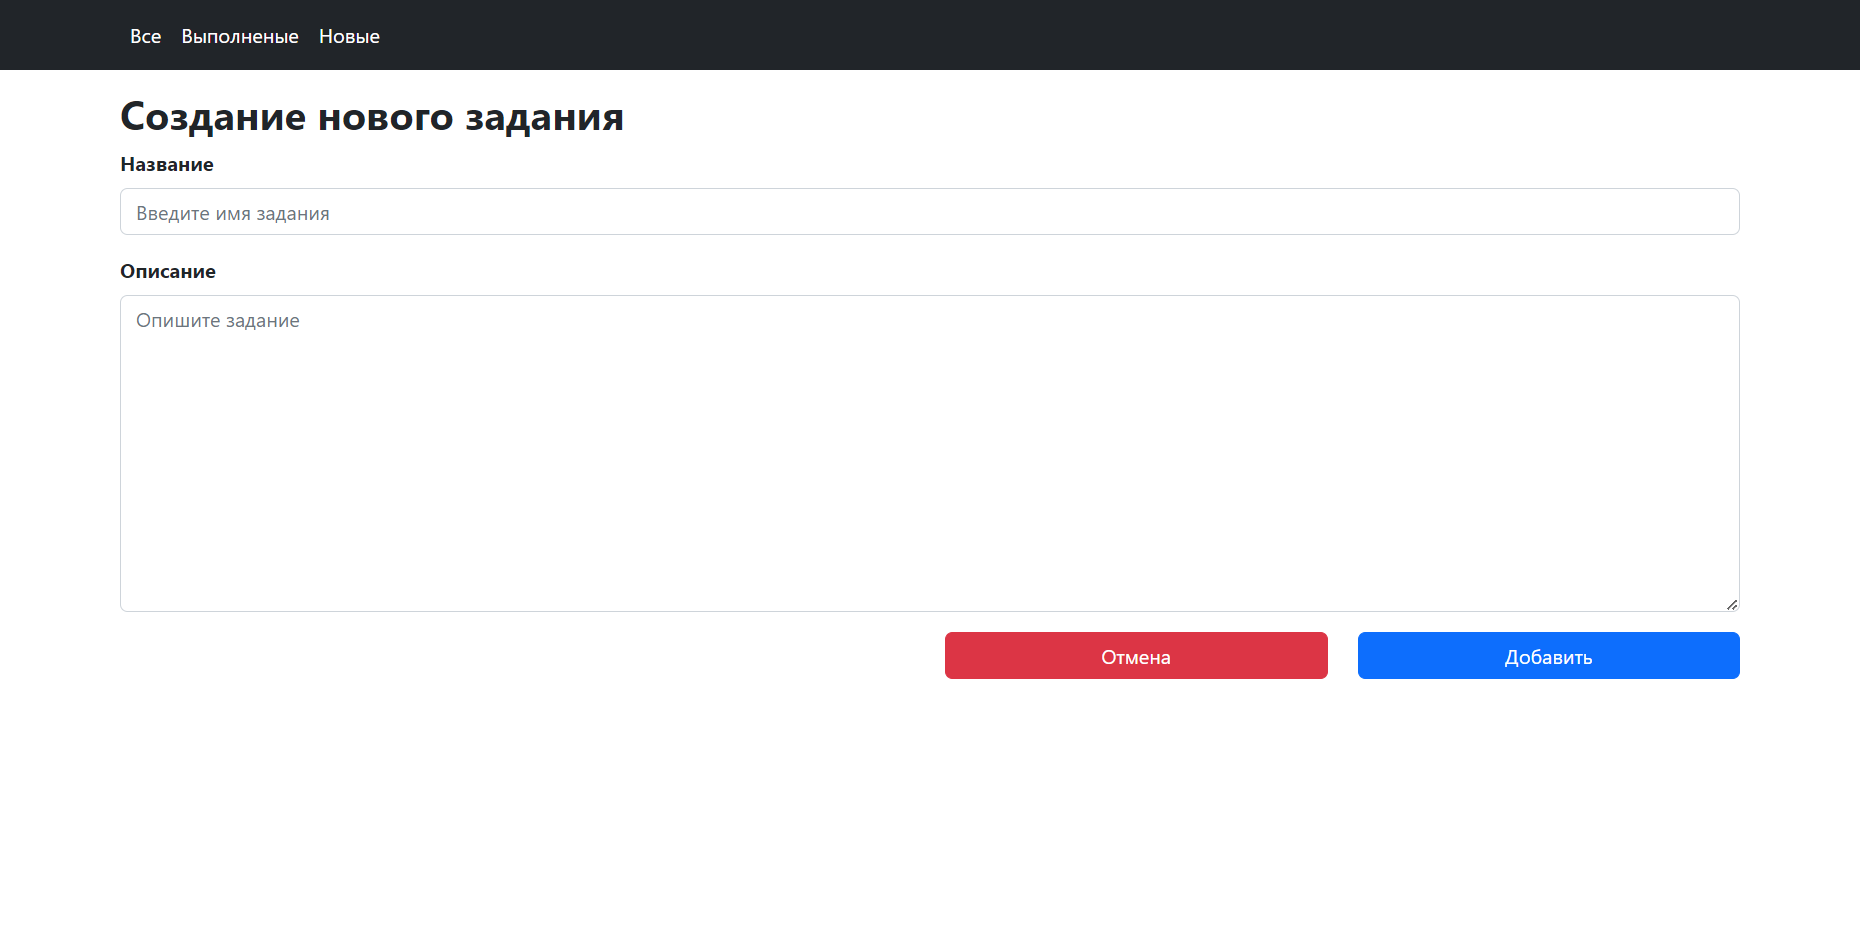 Все Выполненые Новые
Создание нового задания
Название
Введите имя задания
Описание
Опишите задание
Отмена Добавить